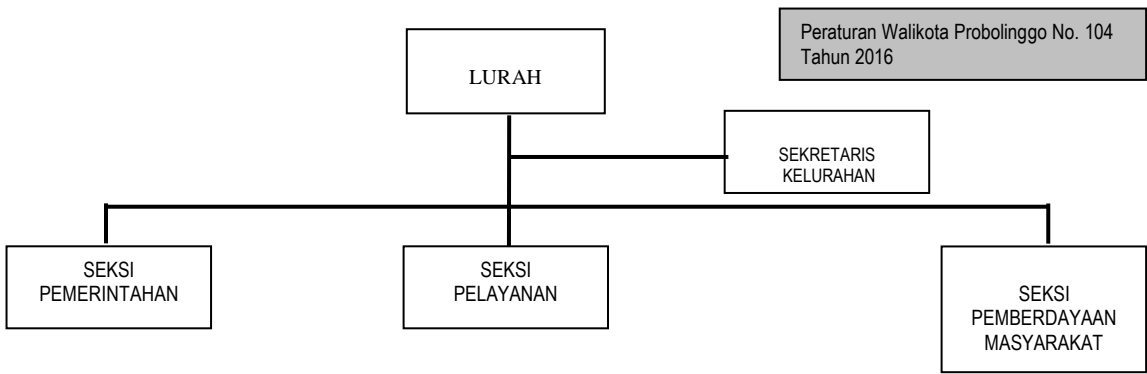 Peraturan Walikota Probolinggo No. 104
Tahun 2016
LURAH
SEKRETARIS
KELURAHAN
SEKSI
PEMERINTAHAN
SEKSI
PELAYANAN
SEKSI
PEMBERDAYAAN
MASYARAKAT